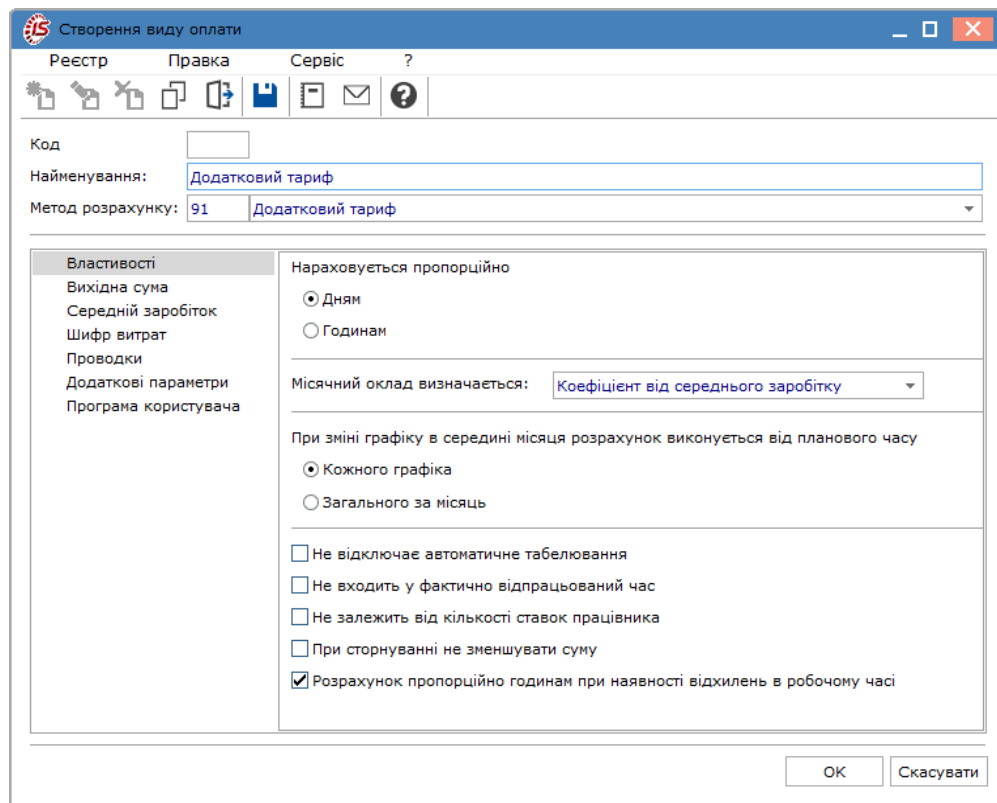 Створення виду оплати
Реєстр Правка Сервіс ?
Код
Найменування: Додатковий тариф
Метод розрахунку: 91 Додатковий тариф
Властивості
Вихідна сума
Середній заробіток
Шифр витрат
Проводки
Додаткові параметри
Програма користувача
Нараховується пропорційно
Дням
Годинам
Місячний оклад визначається: Коефіцієнт від середнього заробітку
При зміні графіку в середині місяця розрахунок виконується від планового часу
Кожного графіка
Загального за місяць
Не відключає автоматичне табелювання
Не входить у фактично відпрацьований час
Не залежить від кількості ставок працівника
При сторнуванні не зменшувати суму
Розрахунок пропорційно годинам при наявності відхилень в робочому часі
OK Скасувати